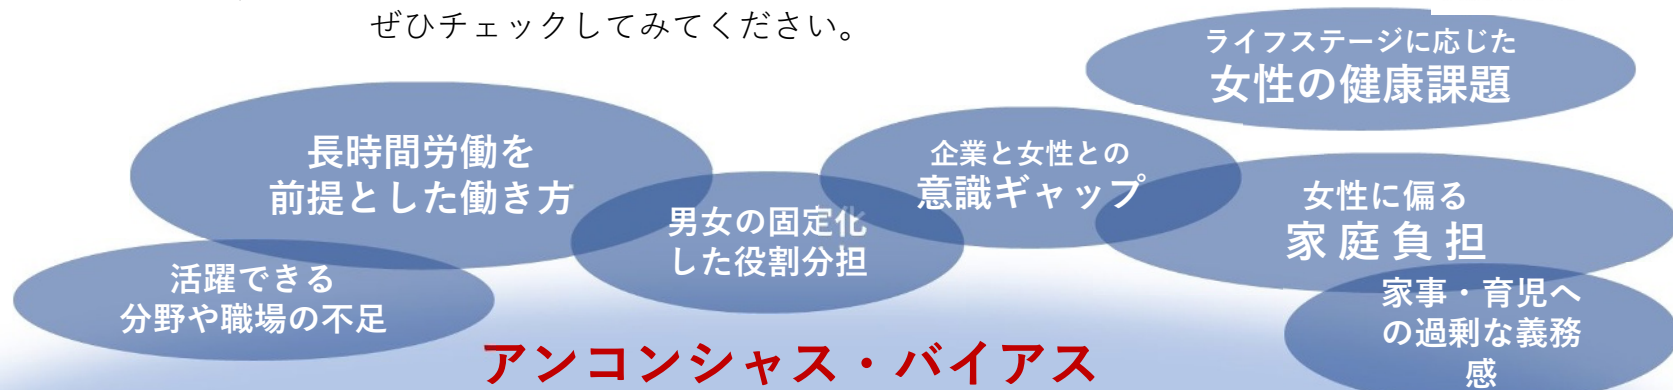 ぜひチェックしてみてください。
ライフステージに応じた
女性の健康課題
長時間労働を
前提とした働き方
企業と女性との
意識ギャップ
男女の固定化
した役割分担
女性に偏る
家庭負担
活躍できる
分野や職場の不足
家事・育児へ
の過剰な義務
感
アンコンシャス・バイアス